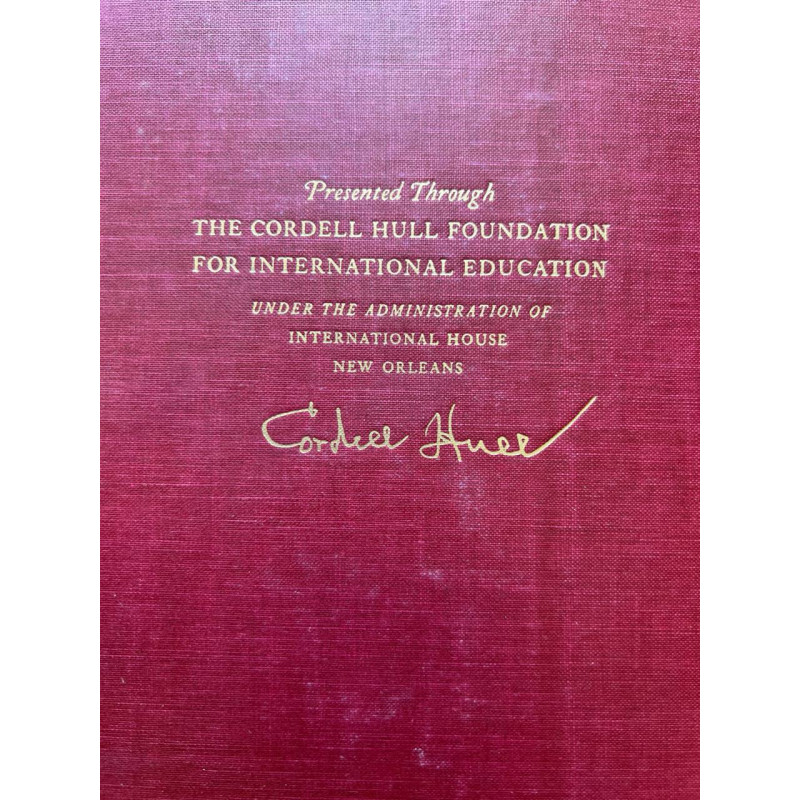 Presented Through
THE CORDELL HULL FOUNDATION
FOR INTERNATIONAL EDUCATION
UNDER THE ADMINISTRATION OF
INTERNATIONAL HOUSE
NEW ORLEANS
Cordell Hull